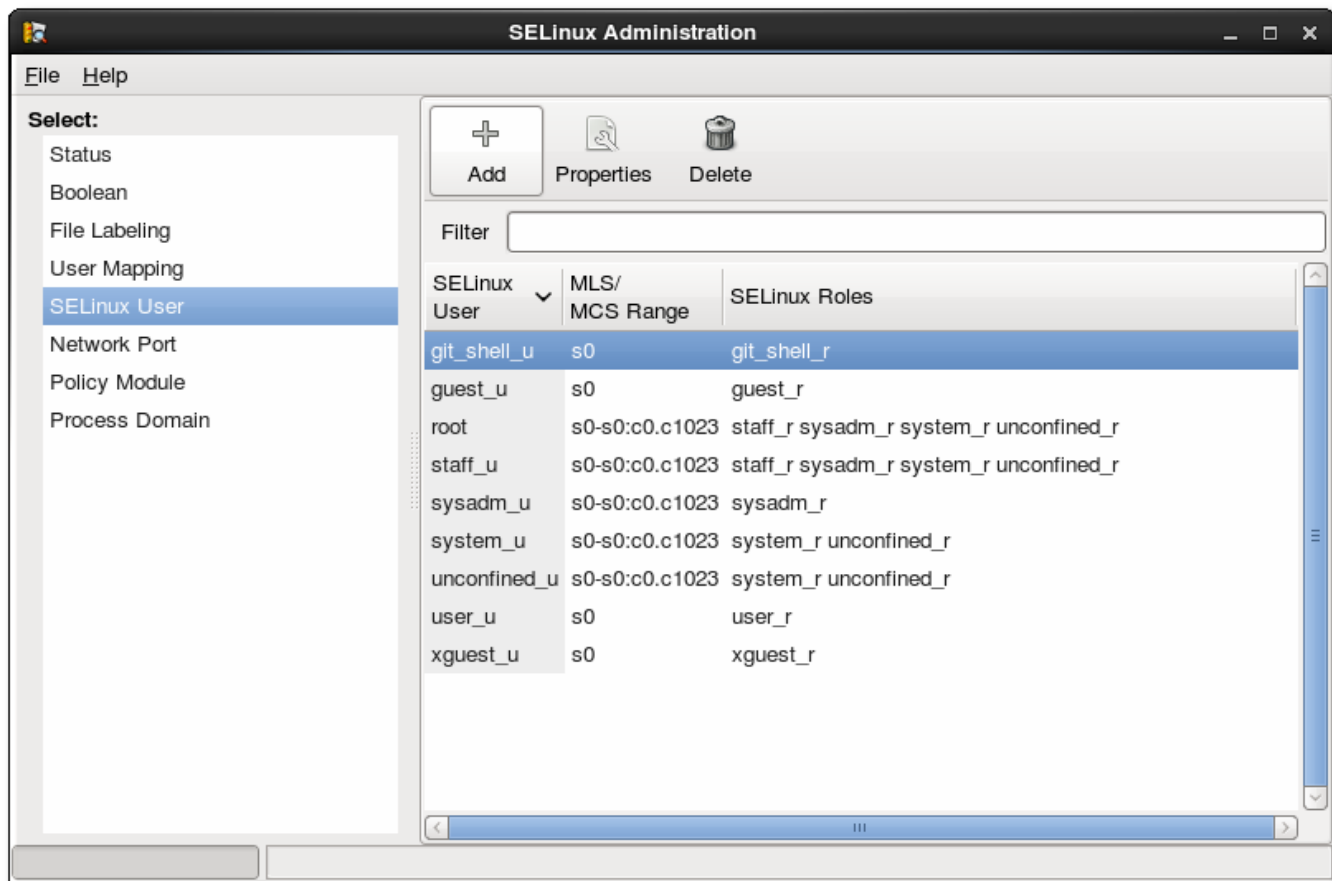 SELinux Administration
File Help
Select:
Status
Boolean
File Labeling
User Mapping
SELinux User
Network Port
Policy Module
Process Domain
Add Properties Delete
Filter
SELinux User MLS/ MCS Range SELinux Roles
git_shell_u s0 git_shell_r
guest_u s0 guest_r
root s0-s0:c0.c1023 staff_r sysadm_r system_r unconfined_r
staff_u s0-s0:c0.c1023 staff_r sysadm_r system_r unconfined_r
sysadm_u s0-s0:c0.c1023 sysadm_r
system_u s0-s0:c0.c1023 system_r unconfined_r
unconfined_u s0-s0:c0.c1023 system_r unconfined_r
user_u s0 user_r
xguest_u s0 xguest_r